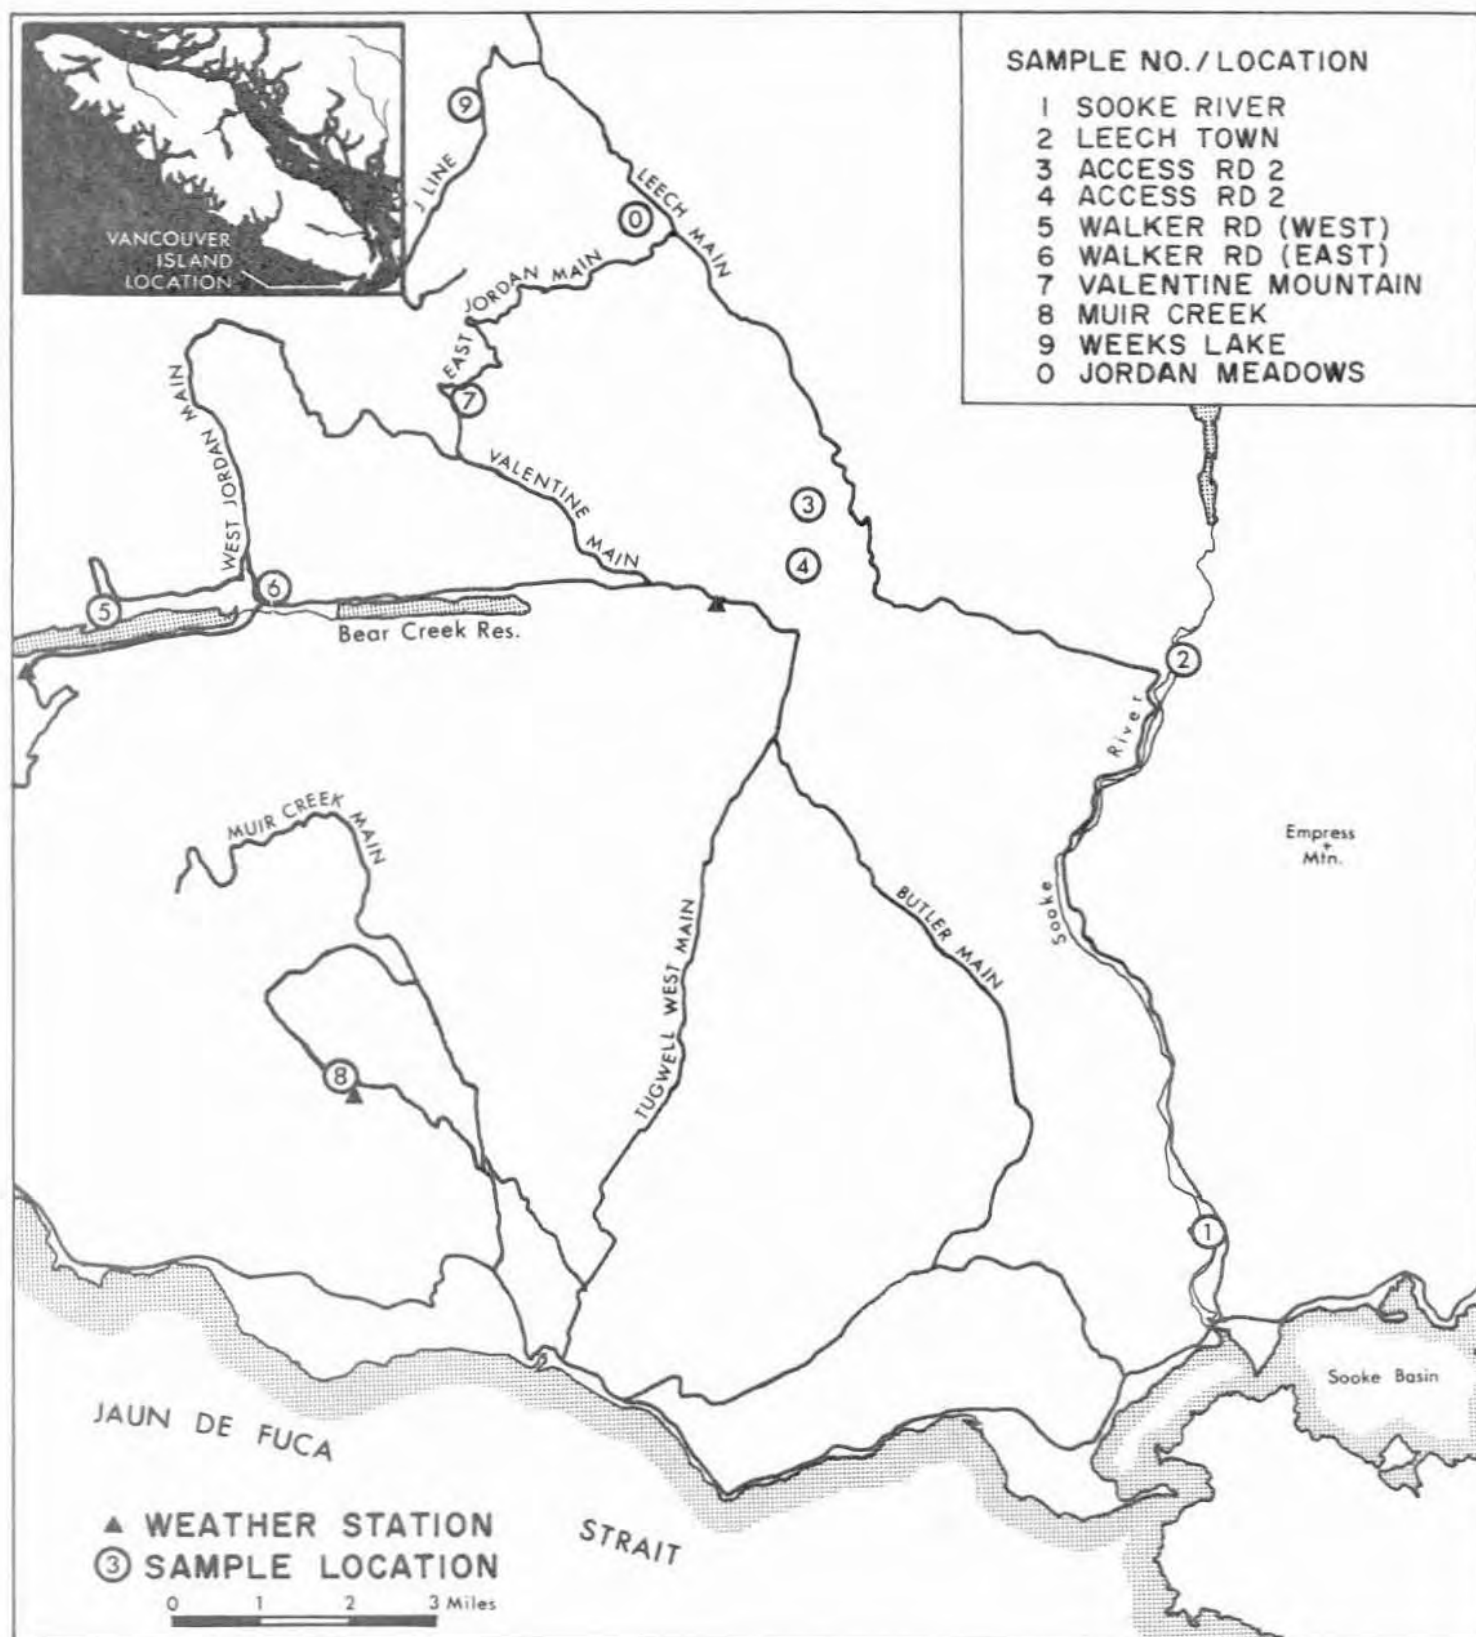 VANCOUVER
ISLAND
LOCATION
SAMPLE NO./LOCATION
1 SOOKE RIVER
2 LEECH TOWN
3 ACCESS RD 2
4 ACCESS RD 2
5 WALKER RD (WEST)
6 WALKER RD (EAST)
7 VALENTINE MOUNTAIN
8 MUIR CREEK
9 WEEKS LAKE
0 JORDAN MEADOWS
9
J LINE
LEECH MAIN
0
EAST JORDAN MAIN
7
WEST JORDAN MAIN
VALENTINE MAIN
3
4
6
5
Bear Creek Res.
2
Sooke River
Empress
+
Mtn.
MUIR CREEK MAIN
BUTLER MAIN
TUGWELL WEST MAIN
8
1
Sooke Basin
JAUN DE FUCA
STRAIT
WEATHER STATION
3 SAMPLE LOCATION
0 1 2 3 Miles